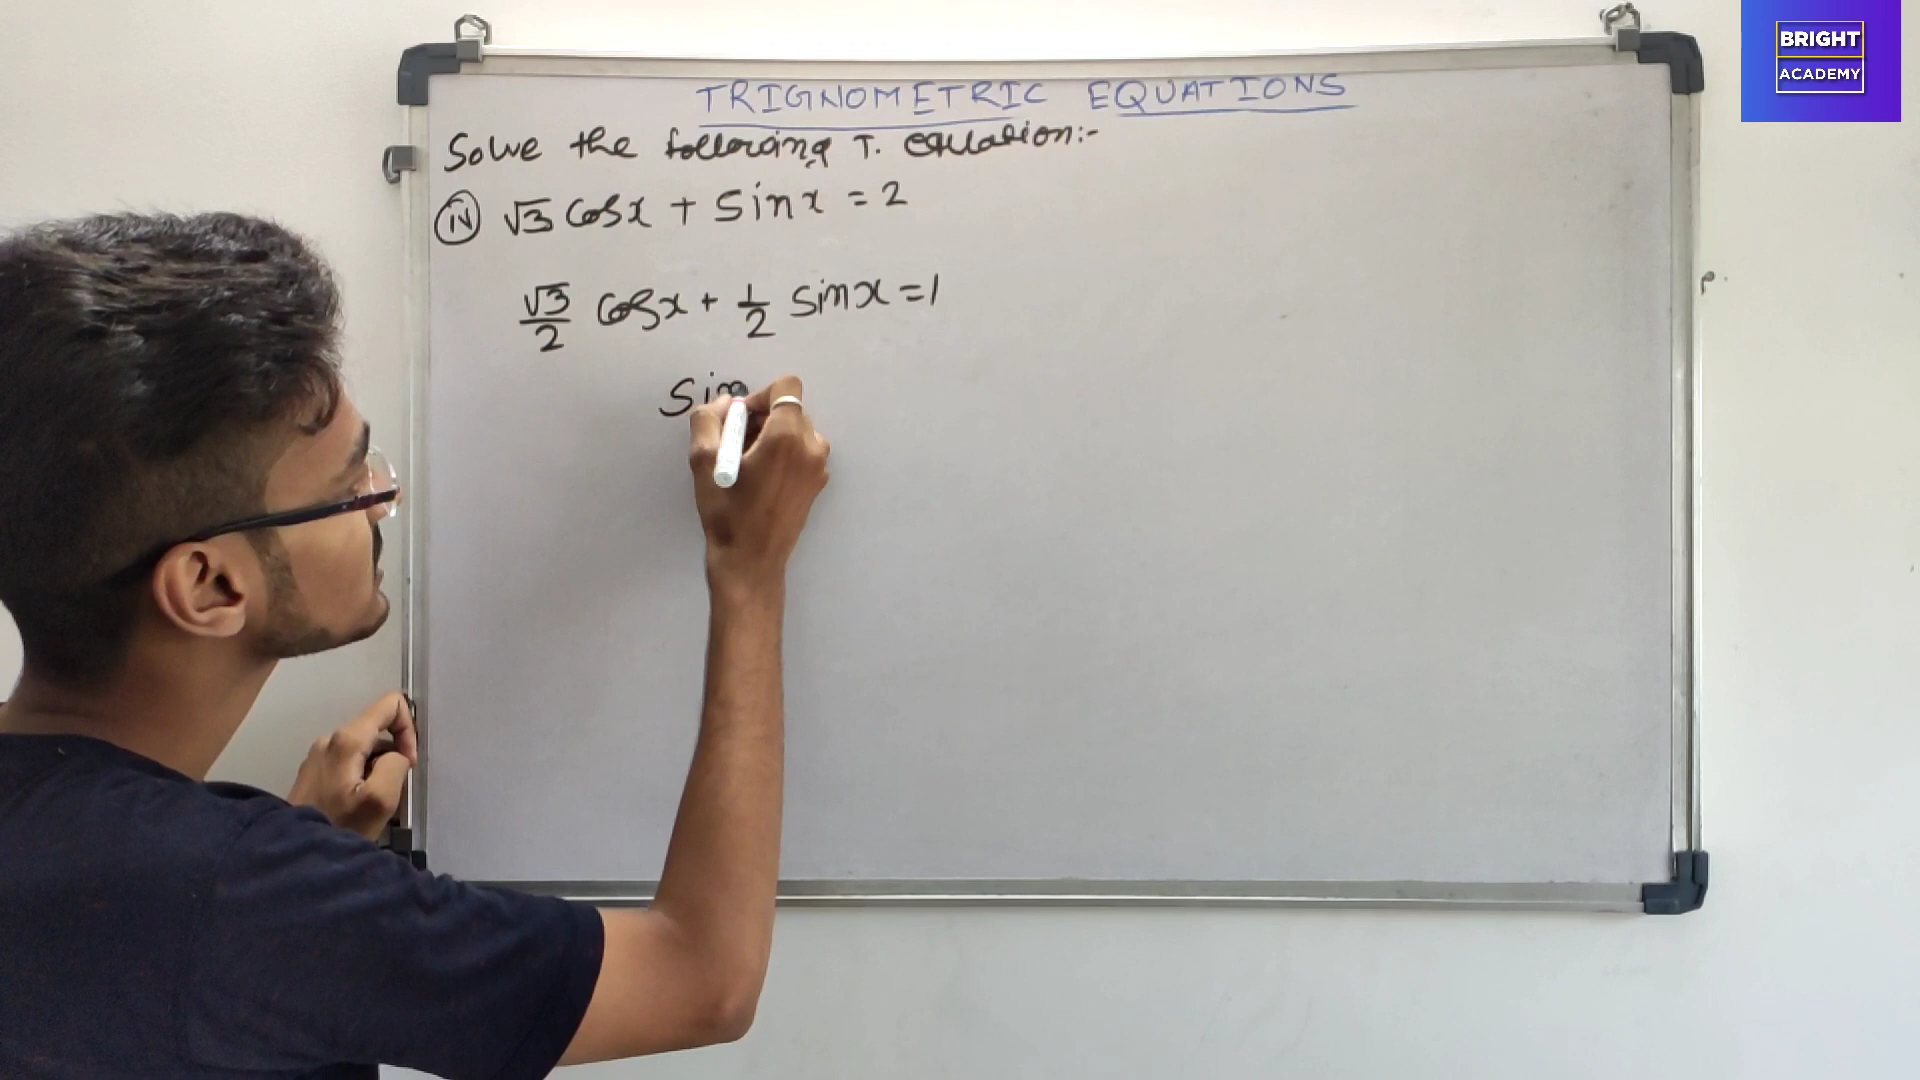 BRIGHT
ACADEMY
TRIGNOMETRIC EQUATIONS
Solve the following T. equation:-
(iv) √3 Cosx + Sinx = 2
√3/2 Cosx + 1/2 Sinx = 1
Sin